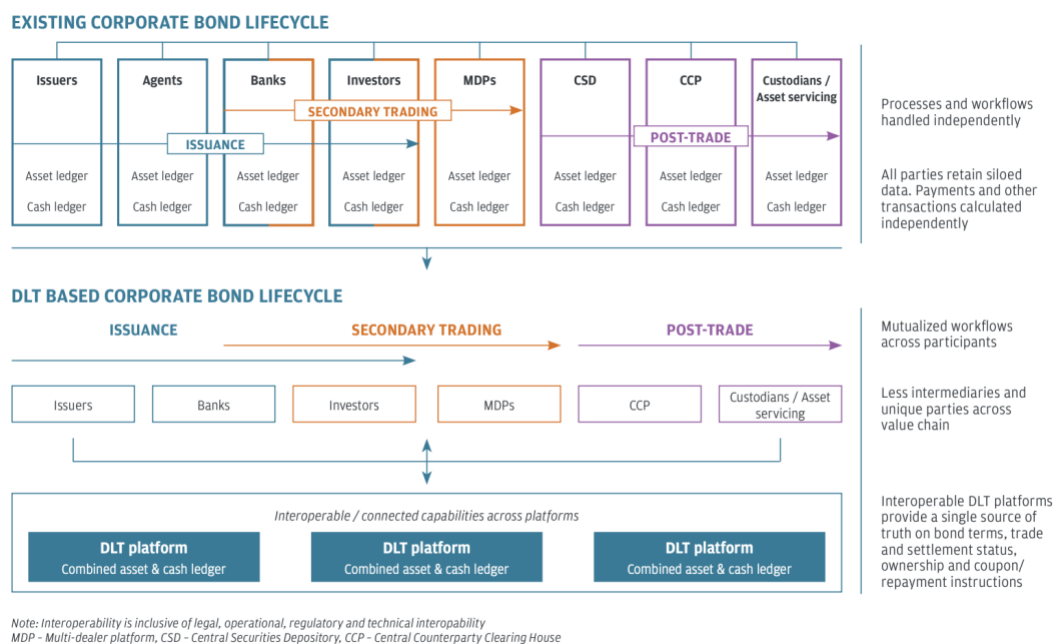 EXISTING CORPORATE BOND LIFECYCLE
Issuers
Agents
Banks
Investors
MDPs
CSD
CCP
Custodians /
Asset servicing
SECONDARY TRADING
ISSUANCE
POST-TRADE
Asset ledger
Asset ledger
Asset ledger
Asset ledger
Asset ledger
Asset ledger
Asset ledger
Asset ledger
Cash ledger
Cash ledger
Cash ledger
Cash ledger
Cash ledger
Cash ledger
Cash ledger
Cash ledger
Processes and workflows
handled independently
All parties retain siloed
data. Payments and other
transactions calculated
independently
DLT BASED CORPORATE BOND LIFECYCLE
ISSUANCE
SECONDARY TRADING
POST-TRADE
Mutualized workflows
across participants
Issuers
Banks
Investors
MDPs
CCP
Custodians / Asset
servicing
Less intermediaries and
unique parties across
value chain
Interoperable / connected capabilities across platforms
DLT platform
Combined asset & cash ledger
DLT platform
Combined asset & cash ledger
DLT platform
Combined asset & cash ledger
Interoperable DLT platforms
provide a single source of
truth on bond terms, trade
and settlement status,
ownership and coupon/
repayment instructions
Note: Interoperability is inclusive of legal, operational, regulatory and technical interopability
MDP – Multi-dealer platform, CSD – Central Securities Depository, CCP – Central Counterparty Clearing House